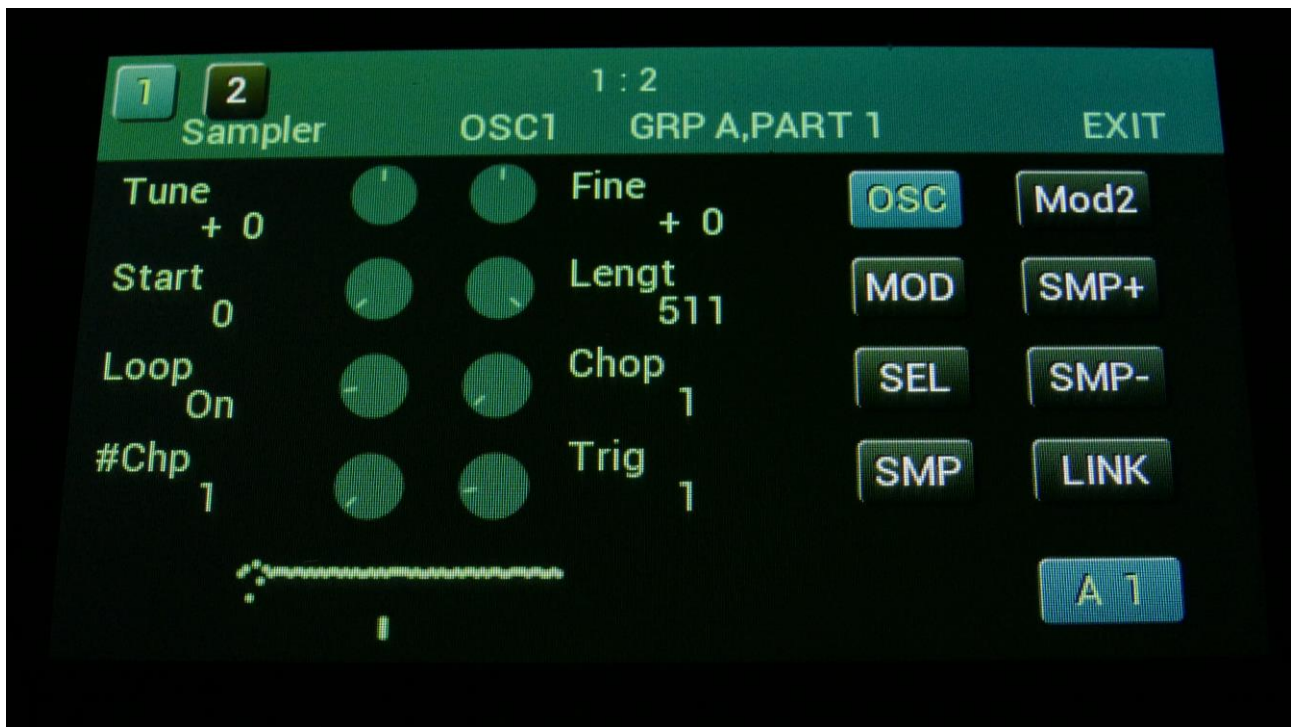 1 2 1 : 2
Sampler OSC1 GRP A,PART 1 EXIT
Tune Fine OSC Mod2
+ 0 + 0
Start Lengt MOD SMP+
0 511
Loop Chop SEL SMP-
On 1
#Chp Trig SMP LINK
1 1
A 1